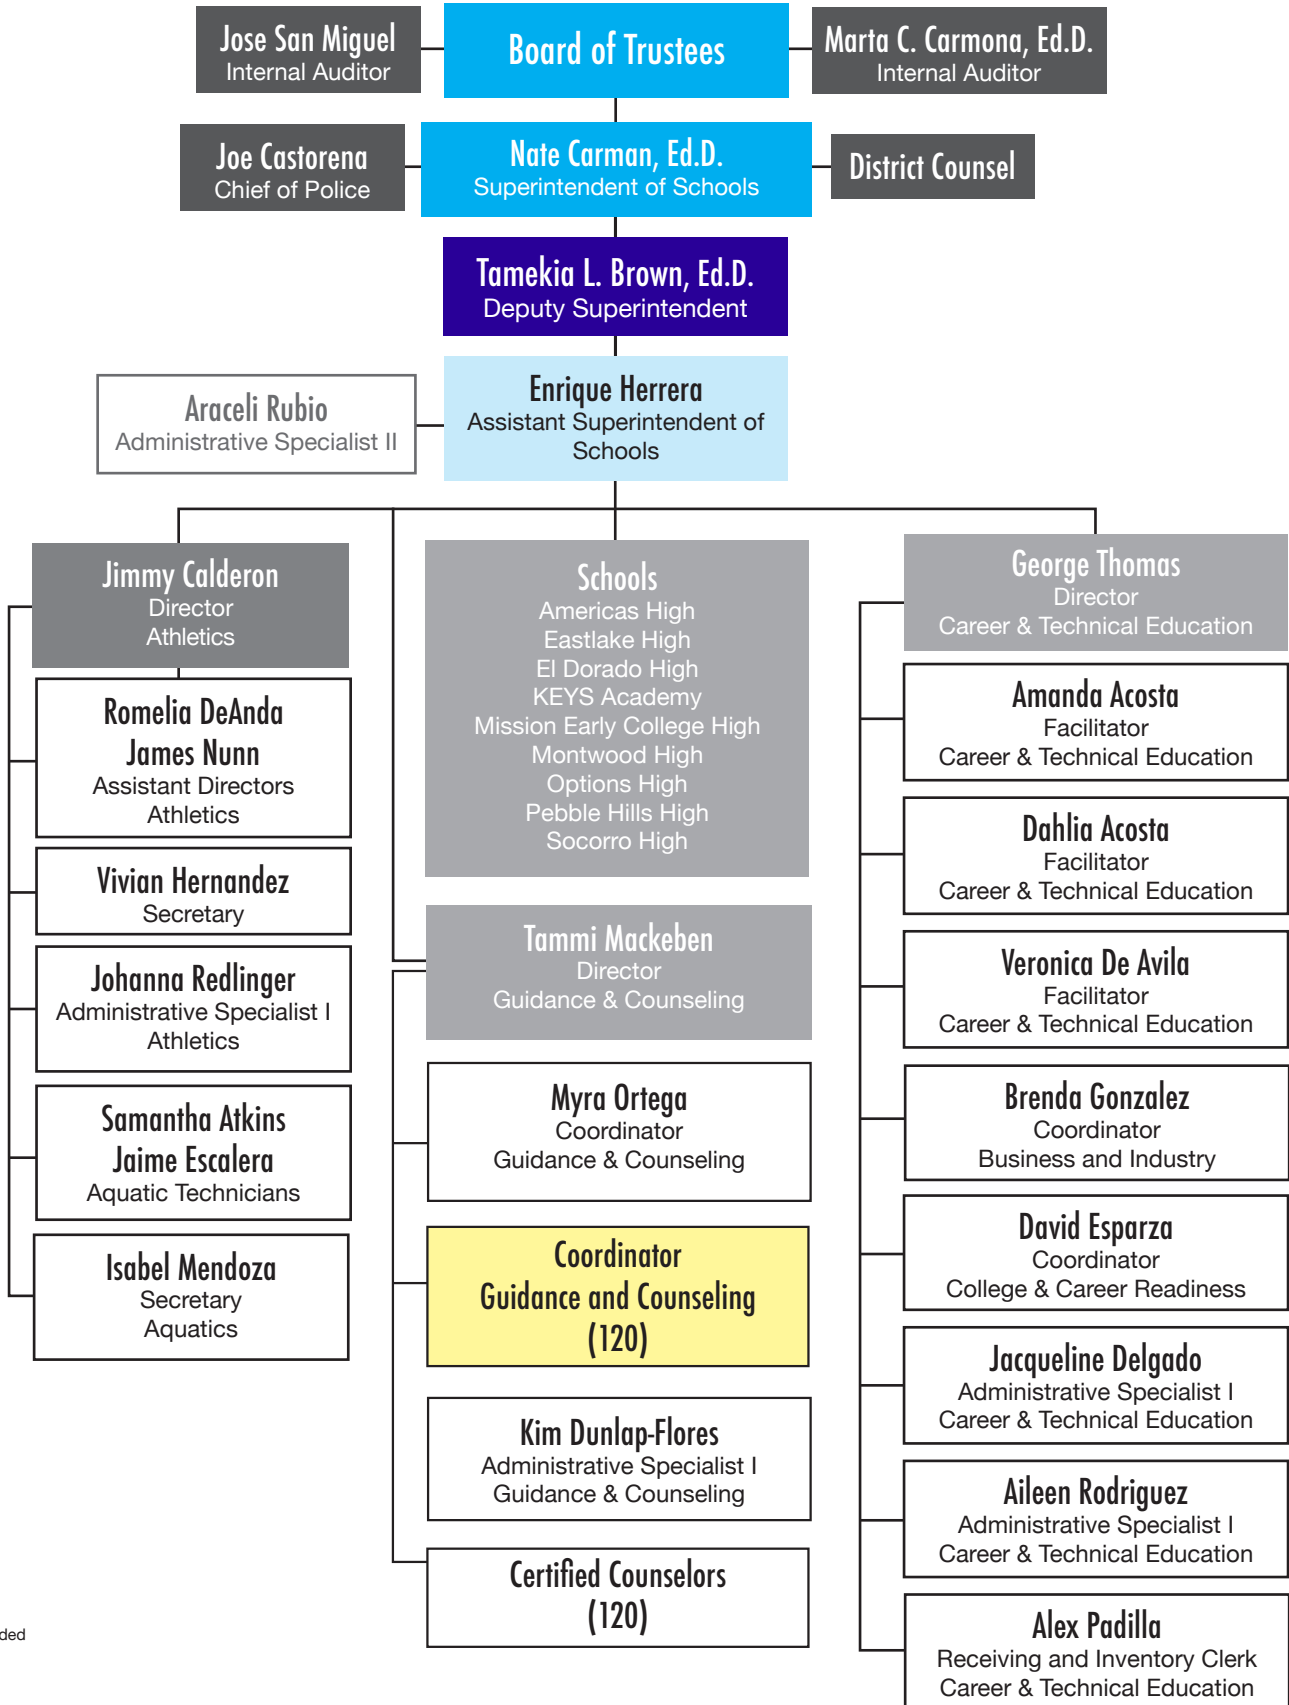 Jose San Miguel
Internal Auditor
Board of Trustees
Marta C. Carmona, Ed.D.
Internal Auditor
Joe Castorena
Chief of Police
Nate Carman, Ed.D.
Superintendent of Schools
District Counsel
Tamekia L. Brown, Ed.D.
Deputy Superintendent
Araceli Rubio
Administrative Specialist II
Enrique Herrera
Assistant Superintendent of
Schools
Jimmy Calderon
Director
Athletics
Romelia DeAnda
James Nunn
Assistant Directors
Athletics
Vivian Hernandez
Secretary
Johanna Redlinger
Administrative Specialist I
Athletics
Samantha Atkins
Jaime Escalera
Aquatic Technicians
Isabel Mendoza
Secretary
Aquatics
Schools
Americas High
Eastlake High
El Dorado High
KEYS Academy
Mission Early College High
Montwood High
Options High
Pebble Hills High
Socorro High
Tammi Mackeben
Director
Guidance & Counseling
Myra Ortega
Coordinator
Guidance & Counseling
Coordinator
Guidance and Counseling
(120)
Kim Dunlap-Flores
Administrative Specialist I
Guidance & Counseling
Certified Counselors
(120)
George Thomas
Director
Career & Technical Education
Amanda Acosta
Facilitator
Career & Technical Education
Dahlia Acosta
Facilitator
Career & Technical Education
Veronica De Avila
Facilitator
Career & Technical Education
Brenda Gonzalez
Coordinator
Business and Industry
David Esparza
Coordinator
College & Career Readiness
Jacqueline Delgado
Administrative Specialist I
Career & Technical Education
Aileen Rodriguez
Administrative Specialist I
Career & Technical Education
Alex Padilla
Receiving and Inventory Clerk
Career & Technical Education